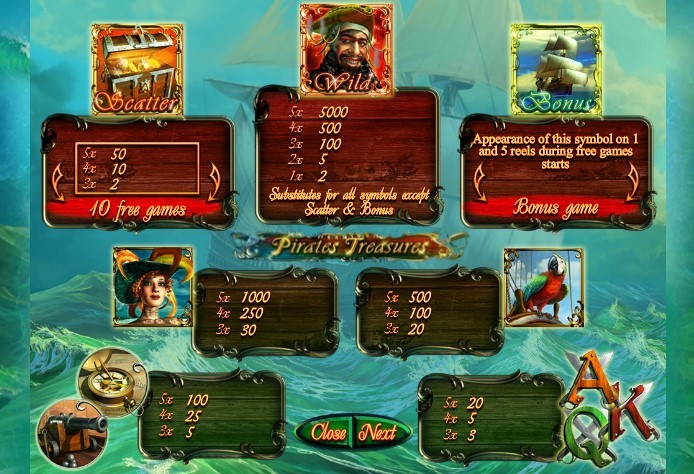 Scatter
5x 50
4x 10
3x 2
10 free games
Wild
5x 5000
4x 500
3x 100
2x 5
1x 2
Substitutes for all symbols except
Scatter & Bonus
Bonus
Appearance of this symbol on 1
and 5 reels during free games
starts
Bonus game
Pirates Treasures
5x 1000
4x 250
3x 30
5x 500
4x 100
3x 20
5x 100
4x 25
3x 5
Close Next
5x 20
4x 5
3x 3
A
K
Q